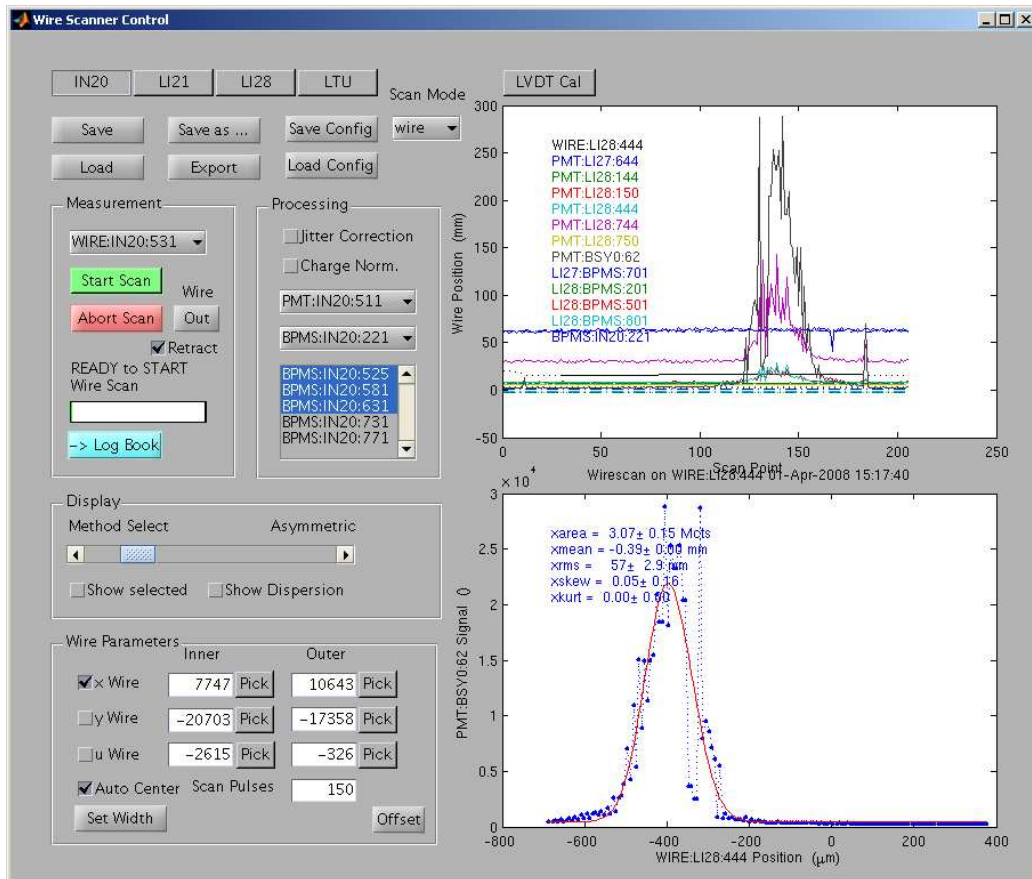 Wire Scanner Control
IN20 LI21 LI28 LTU
Scan Mode
Save Save as ... Save Config wire
Load Export Load Config
Measurement
WIRE:IN20:531
Start Scan
Wire
Abort Scan Out
Retract
READY to START
Wire Scan
-> Log Book
Processing
Jitter Correction
Charge Norm.
PMT:IN20:511
BPMS:IN20:221
BPMS:IN20:525
BPMS:IN20:581
BPMS:IN20:631
BPMS:IN20:731
BPMS:IN20:771
Display
Method Select Asymmetric
Show selected Show Dispersion
Wire Parameters
Inner Outer
x Wire 7747 Pick 10643 Pick
y Wire -20703 Pick -17358 Pick
u Wire -2615 Pick -326 Pick
Auto Center Scan Pulses 150
Set Width Offset
LVDT Cal
300
250
200
150
100
50
0
-50
Wire Position (mm)
WIRE:LI28:444
PMT:LI27:644
PMT:LI28:144
PMT:LI28:150
PMT:LI28:444
PMT:LI28:744
PMT:LI28:750
PMT:BSY0:62
LI27:BPMS:701
LI28:BPMS:201
LI28:BPMS:501
LI28:BPMS:801
BPMS:IN20:221
0 50 100 150 200 250
Scan Point
Wirescan on WIRE:LI28:444 01-Apr-2008 15:17:40
× 10^4
3
2.5
2
1.5
1
0.5
0
PMT:BSY0:62 Signal ()
xarea = 3.07± 0.15 Mcts
xmean = -0.39± 0.00 mm
xrms = 57± 2.9 mm
xskew = 0.05± 0.16
xkurt = 0.00± 0.00
-800 -600 -400 -200 0 200 400
WIRE:LI28:444 Position (μm)